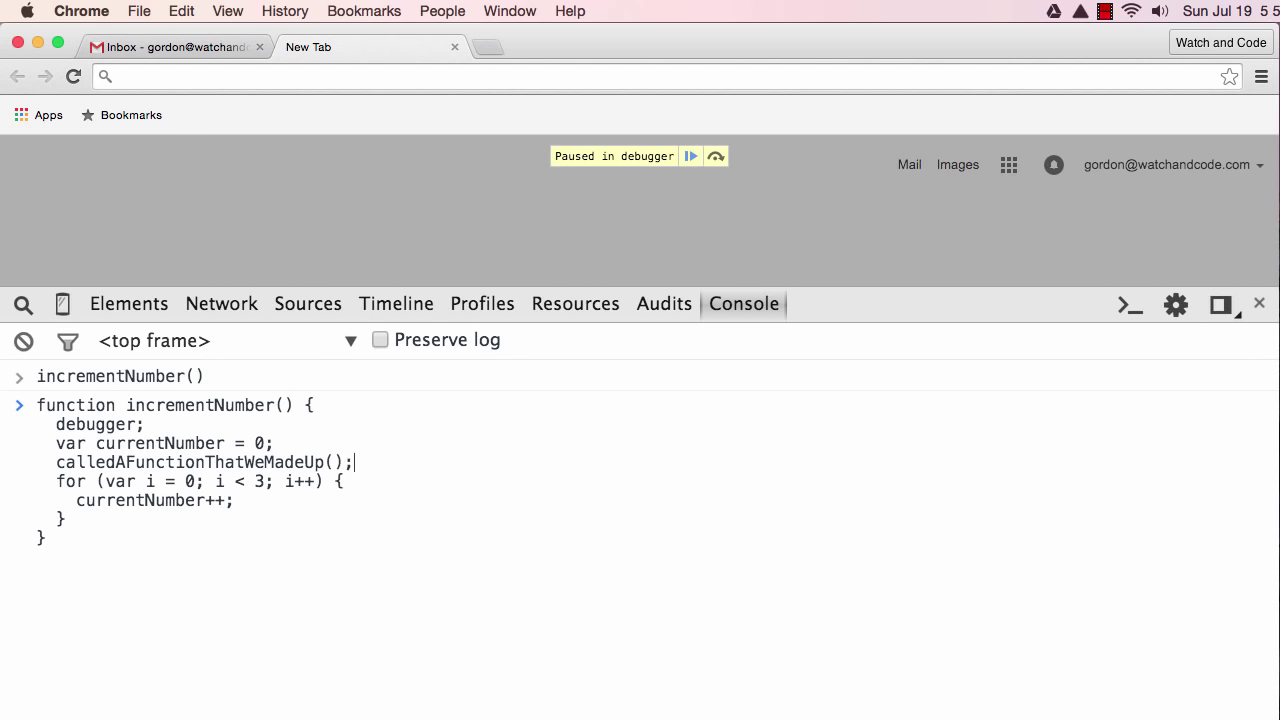 Chrome File Edit View History Bookmarks People Window Help Sun Jul 19 5 5
Inbox - gordon@watchand New Tab Watch and Code
Apps Bookmarks
Paused in debugger
Mail Images gordon@watchandcode.com
Elements Network Sources Timeline Profiles Resources Audits Console
<top frame> Preserve log
> incrementNumber()
> function incrementNumber() {
debugger;
var currentNumber = 0;
calledAFunctionThatWeMadeUp();
for (var i = 0; i < 3; i++) {
currentNumber++;
}
}